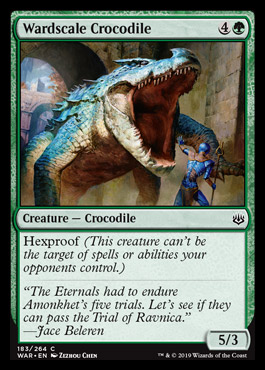 Wardscale Crocodile 4
Creature — Crocodile
Hexproof (This creature can't be
the target of spells or abilities your
opponents control.)
"The Eternals had to endure
Amonkhet's five trials. Let's see if they
can pass the Trial of Ravnica."
—Jace Beleren
5/3
183/264 C
WAR • EN Zezhou Chen
™ & © 2019 Wizards of the Coast